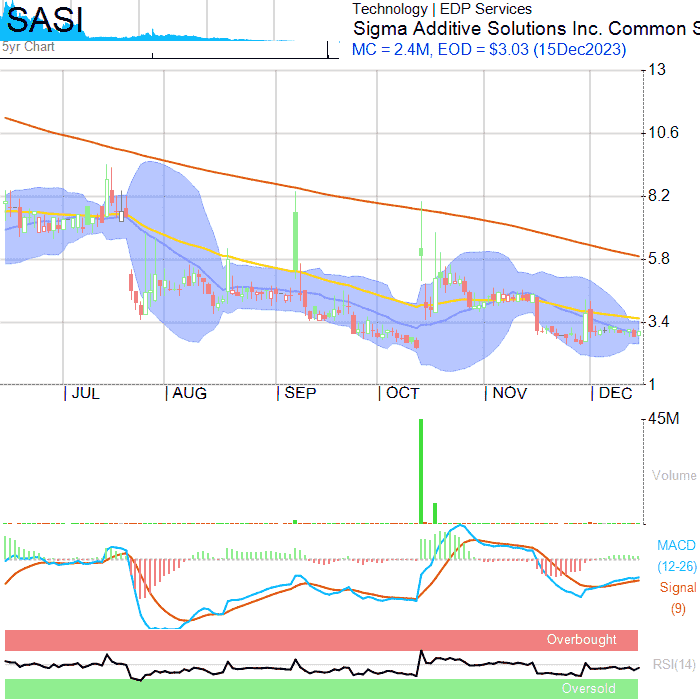 SASI
5yr Chart
Technology | EDP Services
Sigma Additive Solutions Inc. Common S
MC = 2.4M, EOD = $3.03 (15Dec2023)
13
10.6
8.2
5.8
3.4
1
JUL AUG SEP OCT NOV DEC
45M
Volume
MACD
(12-26)
Signal
(9)
Overbought
RSI(14)
Oversold